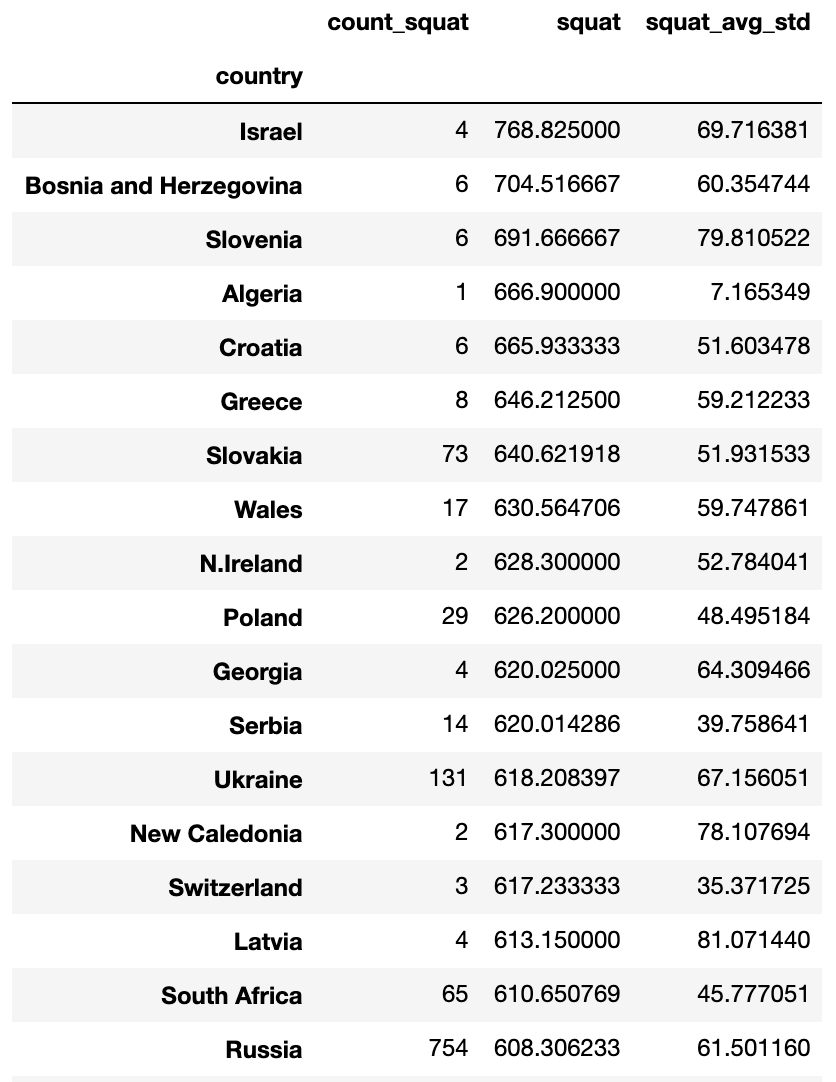 count_squat squat squat_avg_std
country
Israel 4 768.825000 69.716381
Bosnia and Herzegovina 6 704.516667 60.354744
Slovenia 6 691.666667 79.810522
Algeria 1 666.900000 7.165349
Croatia 6 665.933333 51.603478
Greece 8 646.212500 59.212233
Slovakia 73 640.621918 51.931533
Wales 17 630.564706 59.747861
N.Ireland 2 628.300000 52.784041
Poland 29 626.200000 48.495184
Georgia 4 620.025000 64.309466
Serbia 14 620.014286 39.758641
Ukraine 131 618.208397 67.156051
New Caledonia 2 617.300000 78.107694
Switzerland 3 617.233333 35.371725
Latvia 4 613.150000 81.071440
South Africa 65 610.650769 45.777051
Russia 754 608.306233 61.501160